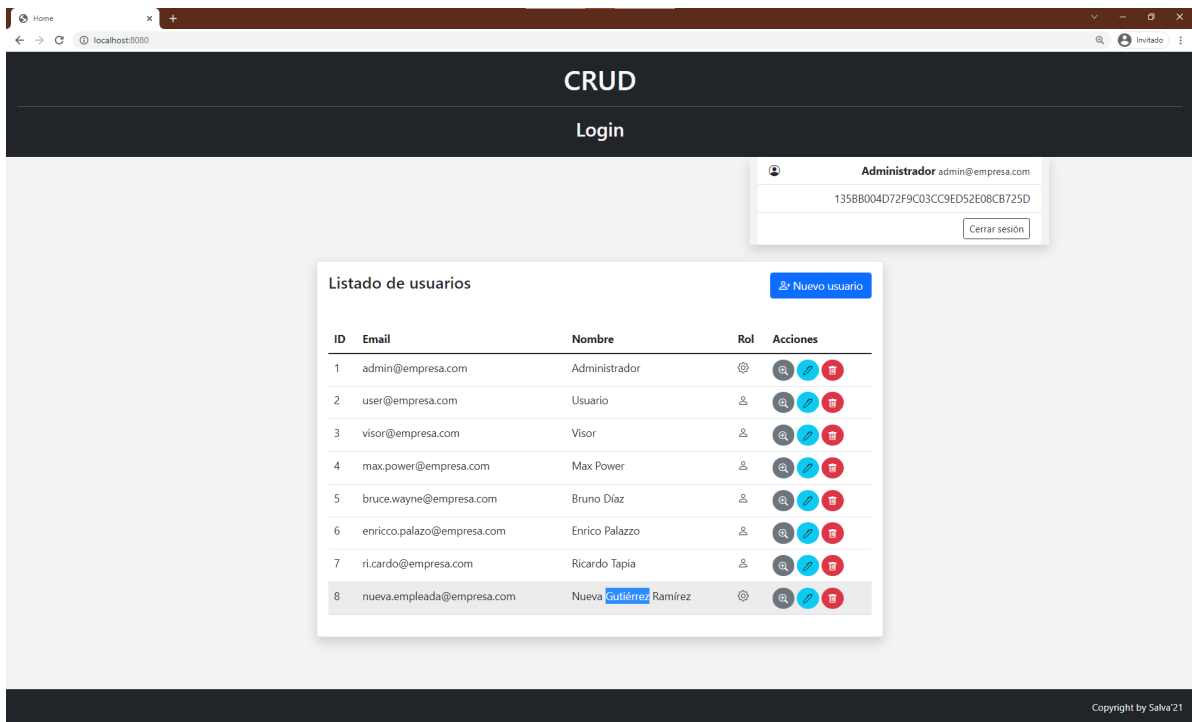 Home
localhost:8080
Invitado
CRUD
Login
Administrador admin@empresa.com
135BB004D72F9C03CC9ED52E08CB725D
Cerrar sesión
Listado de usuarios
Nuevo usuario
ID Email Nombre Rol Acciones
1 admin@empresa.com Administrador
2 user@empresa.com Usuario
3 visor@empresa.com Visor
4 max.power@empresa.com Max Power
5 bruce.wayne@empresa.com Bruno Díaz
6 enricco.palazo@empresa.com Enrico Palazzo
7 ri.cardo@empresa.com Ricardo Tapia
8 nueva.empleada@empresa.com Nueva Gutiérrez Ramírez
Copyright by Salva'21